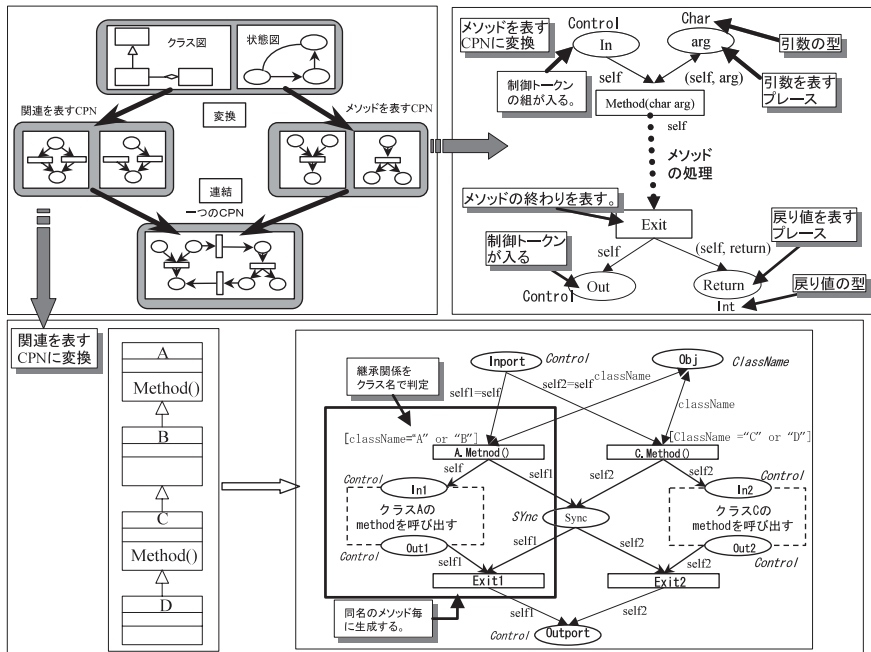 クラス図
状態図
関連を表すCPN
変換
メソッドを表すCPN
連結
一つのCPN
メソッドを表す
CPNに変換
Control
In
Char
arg
引数の型
self
(self, arg)
制御トークン
の組が入る。
引数を表す
プレース
Method(char arg)
self
メソッド
の処理
メソッドの終わりを表す。
Exit
戻り値を表す
プレース
制御トークン
が入る
self
(self, return)
Out
Control
Return
Int
戻り値の型
関連を表す
CPNに変換
A
Method()
B
C
Method()
D
継承関係を
クラス名で判定
Inport
Control
Obj
ClassName
self1=self
self2=self
className
className
[className="A" or "B"]
[ClassName ="C" or "D"]
A.Metnod()
C.Method()
Control
self
self1
self2
self2
Control
In1
In2
クラスAの
methodを呼び出す
SYnc
Sync
クラスCの
methodを呼び出す
Control
Out1
self1
self1
self2
self2
Out2
Control
Exit1
Exit2
同名のメソッド毎
に生成する。
self1
self2
Control
Outport